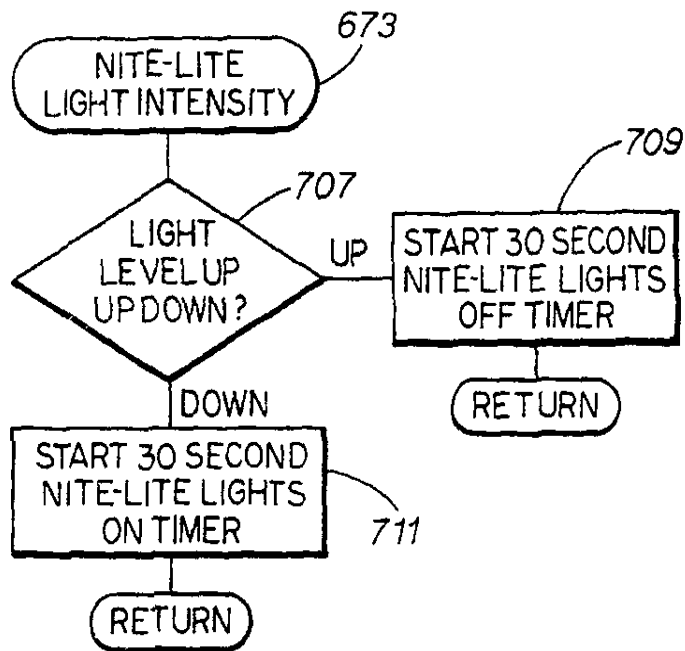 673
NITE-LITE
LIGHT INTENSITY
707
709
LIGHT
LEVEL UP
UP DOWN?
UP
START 30 SECOND
NITE-LITE LIGHTS
OFF TIMER
RETURN
DOWN
START 30 SECOND
NITE-LITE LIGHTS
ON TIMER
711
RETURN